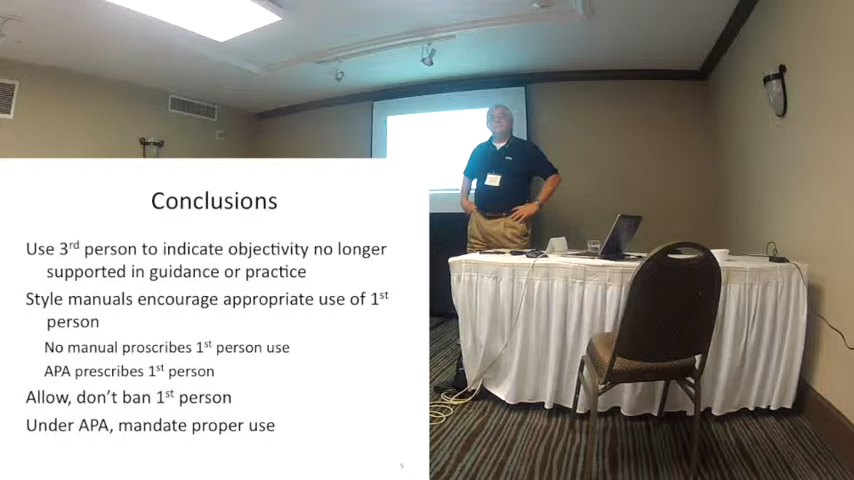 Conclusions
Use 3rd person to indicate objectivity no longer
supported in guidance or practice
Style manuals encourage appropriate use of 1st
person
No manual proscribes 1st person use
APA prescribes 1st person
Allow, don't ban 1st person
Under APA, mandate proper use
5